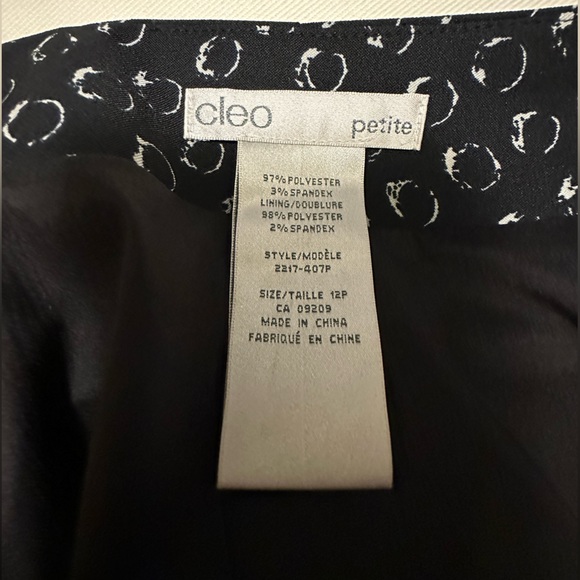 cleo
petite
97% POLYESTER
3% SPANDEX
LINING/DOUBLURE
98% POLYESTER
2% SPANDEX
STYLE/MODÈLE
2217-407P
SIZE/TAILLE 12P
CA 09209
MADE IN CHINA
FABRIQUÉ EN CHINE